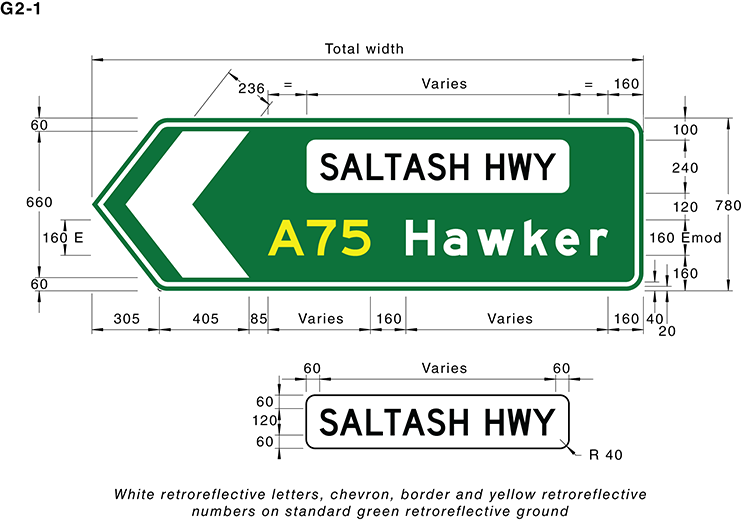 G2-1
Total width
236
=
Varies
=
160
60
660
160 E
60
SALTASH HWY
A75 Hawker
100
240
120
160 Emod
160
780
305
405
85
Varies
160
Varies
160
40
20
60
Varies
60
60
120
60
SALTASH HWY
R 40
White retroreflective letters, chevron, border and yellow retroreflective
numbers on standard green retroreflective ground